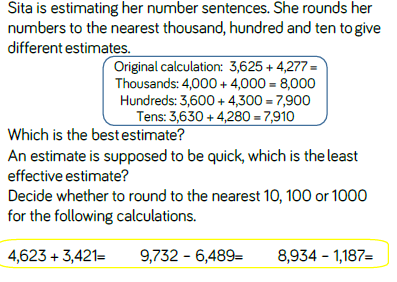 Sita is estimating her number sentences. She rounds her
numbers to the nearest thousand, hundred and ten to give
different estimates.
Original calculation: 3,625 + 4,277 =
Thousands: 4,000 + 4,000 = 8,000
Hundreds: 3,600 + 4,300 = 7,900
Tens: 3,630 + 4,280 = 7,910
Which is the best estimate?
An estimate is supposed to be quick, which is the least
effective estimate?
Decide whether to round to the nearest 10, 100 or 1000
for the following calculations.
4,623 + 3,421= 9,732 - 6,489= 8,934 - 1,187=